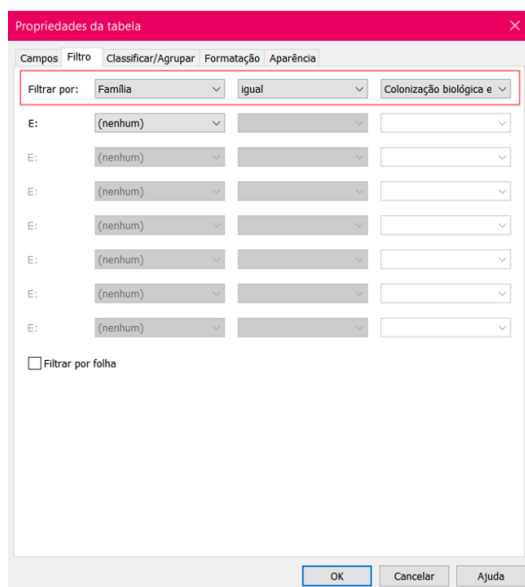 Propriedades da tabela
Campos Filtro Classificar/Agrupar Formatação Aparência
Filtrar por: Família igual Colonização biológica e
E: (nenhum)
E: (nenhum)
E: (nenhum)
E: (nenhum)
E: (nenhum)
E: (nenhum)
E: (nenhum)
Filtrar por folha
OK Cancelar Ajuda